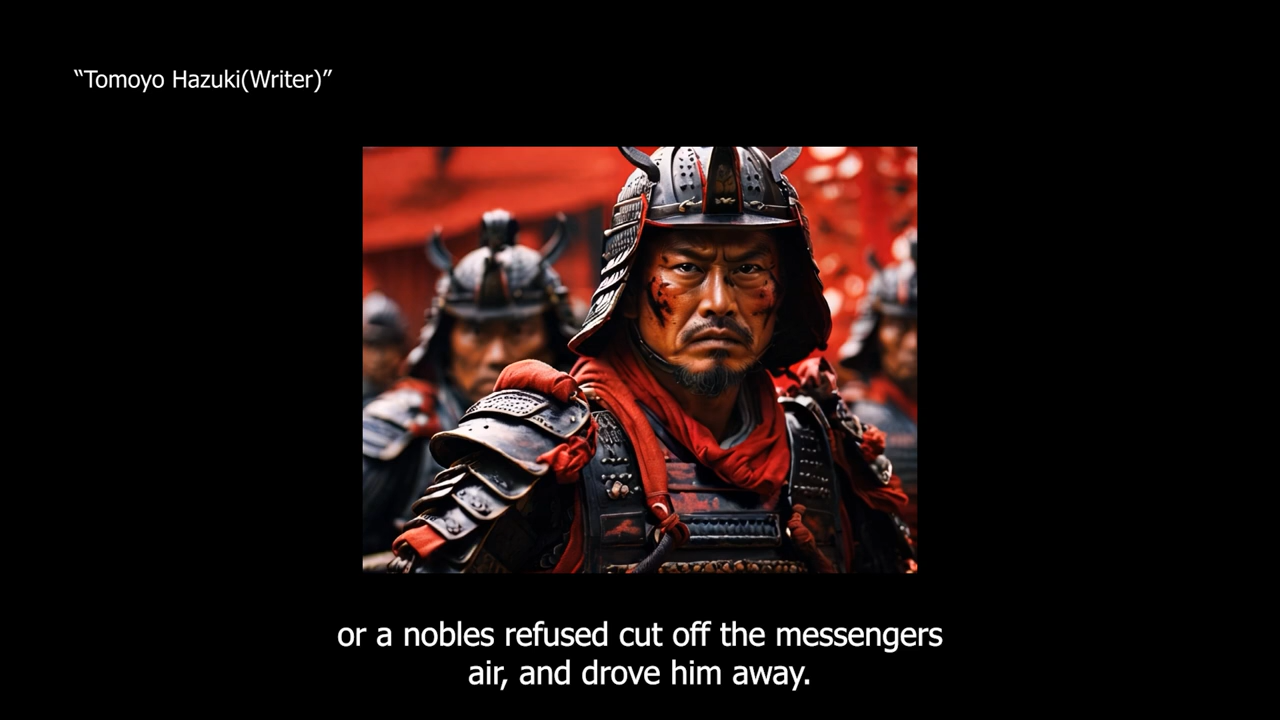 “Tomoyo Hazuki(Writer)”
or a nobles refused cut off the messengers
air, and drove him away.